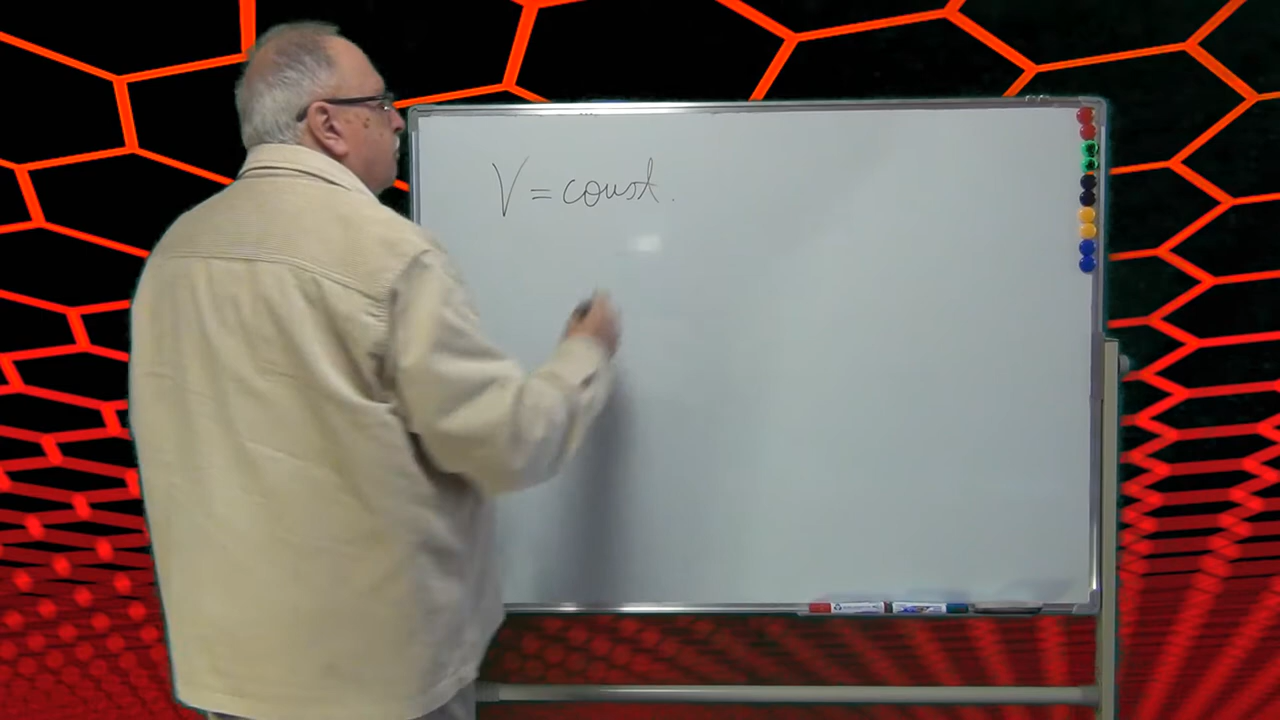 V = const.